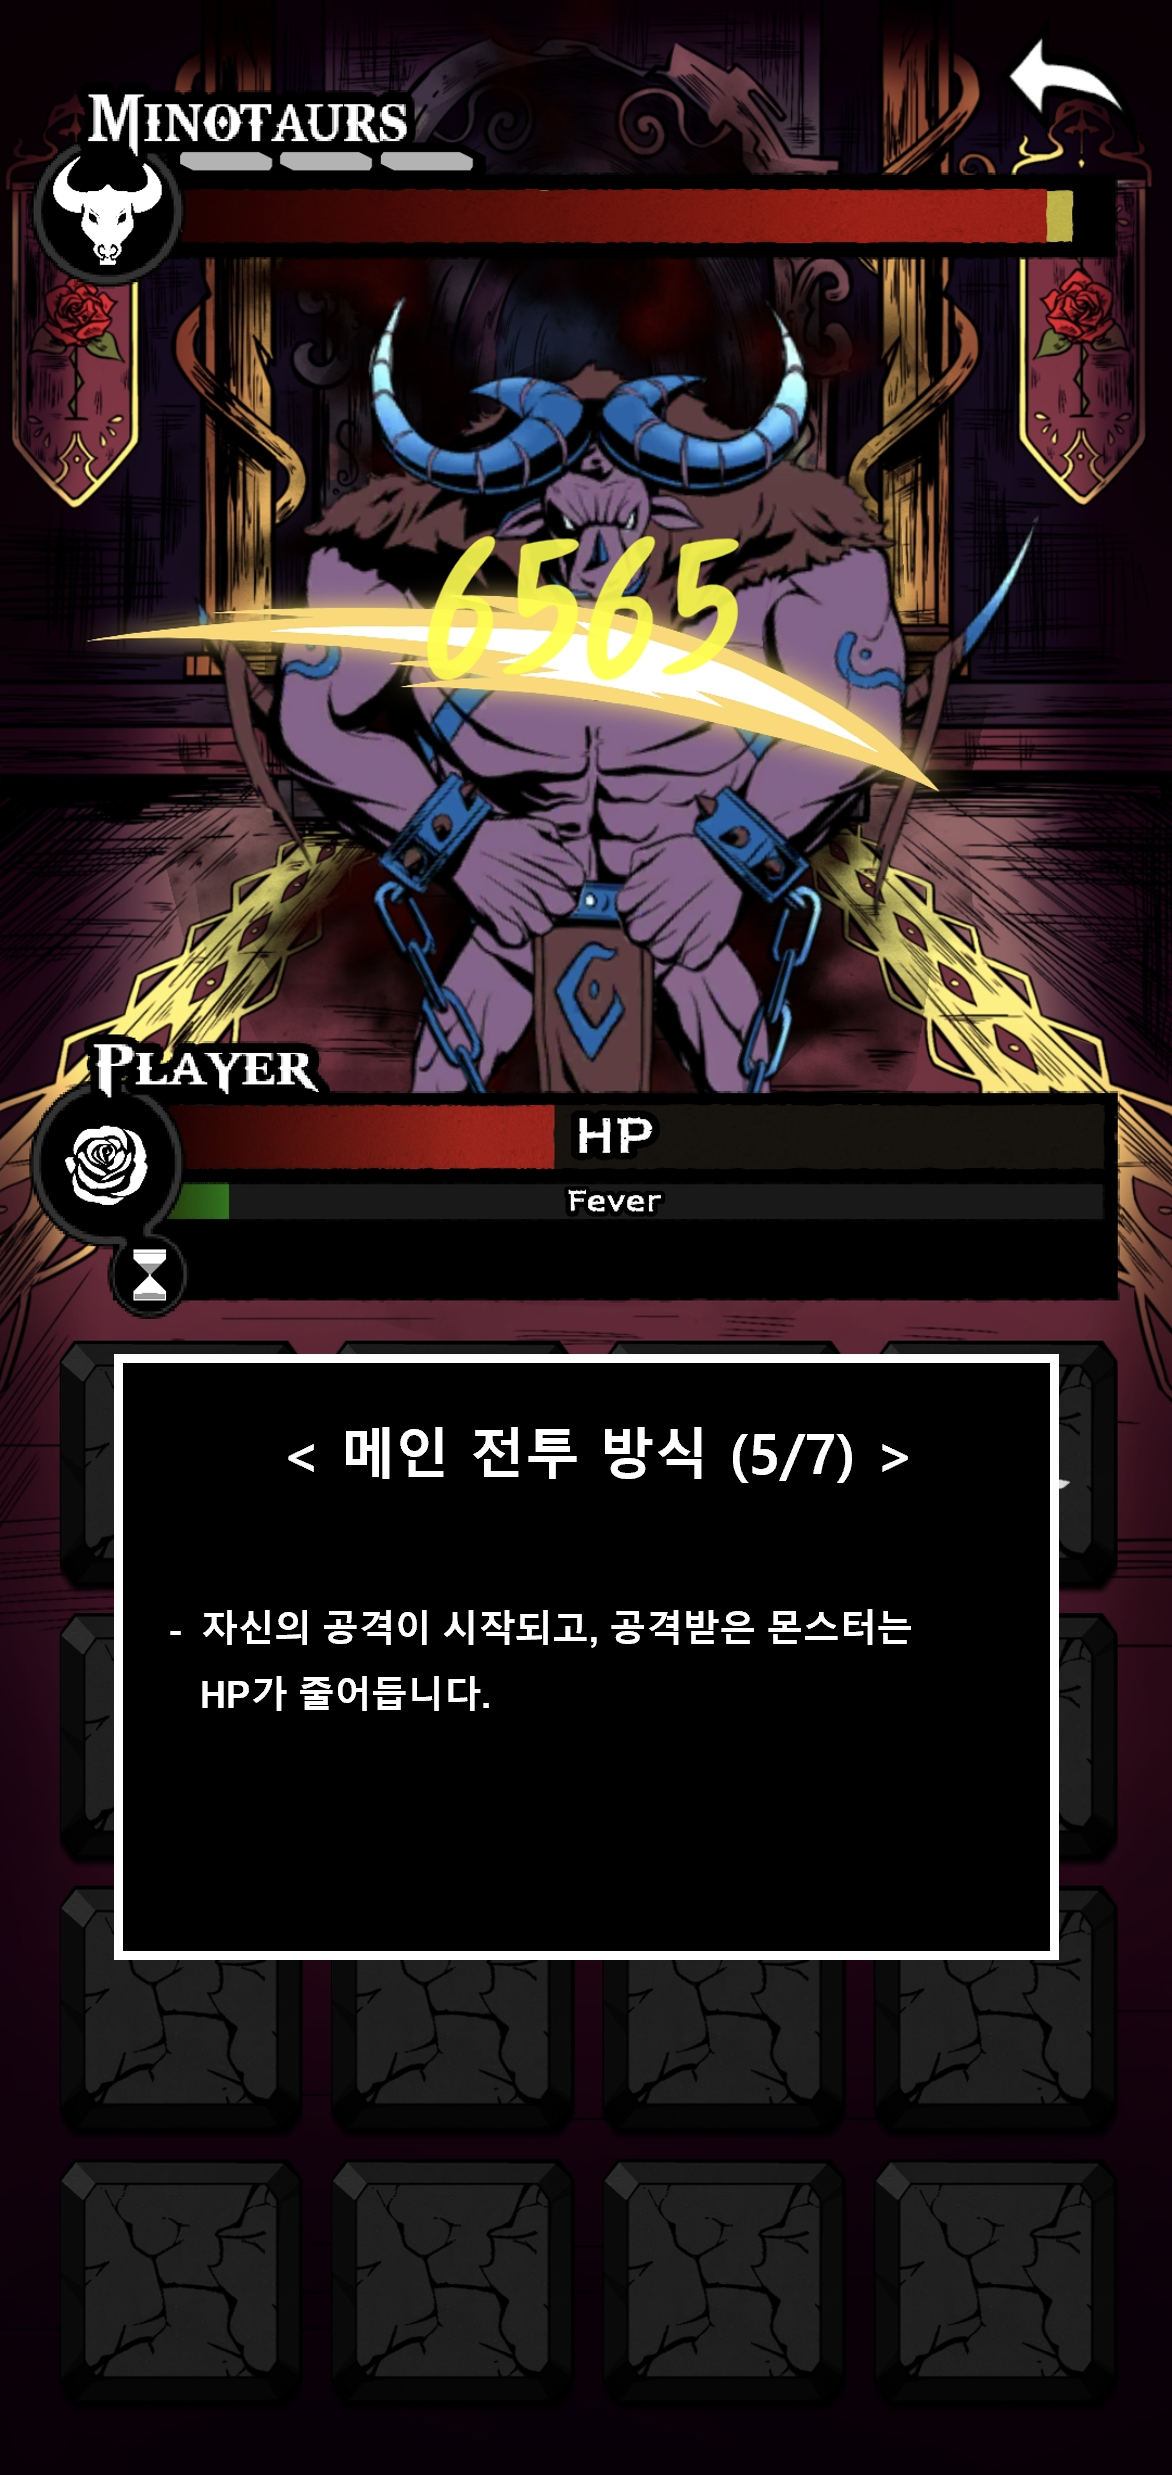 MINOTAURS
6565
PLAYER
HP
Fever
< 메인 전투 방식 (5/7) >
- 자신의 공격이 시작되고, 공격받은 몬스터는
HP가 줄어듭니다.